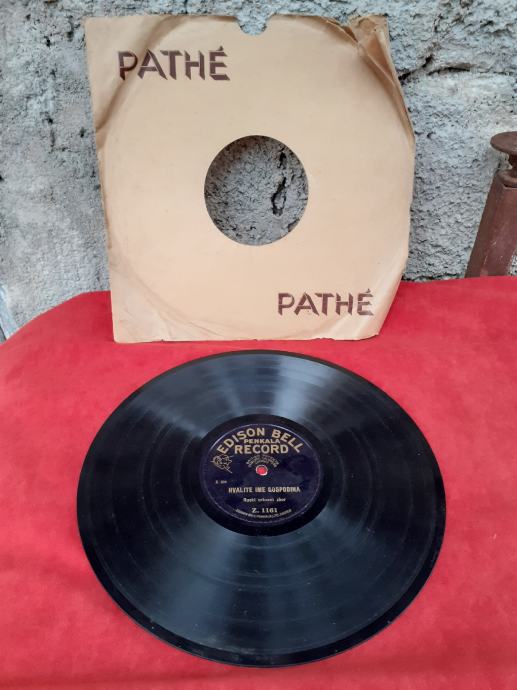 PATHÉ
PATHÉ
EDISON BELL
PENKALA
RECORD
HVALITE IME GOSPODINA
Z. 1161